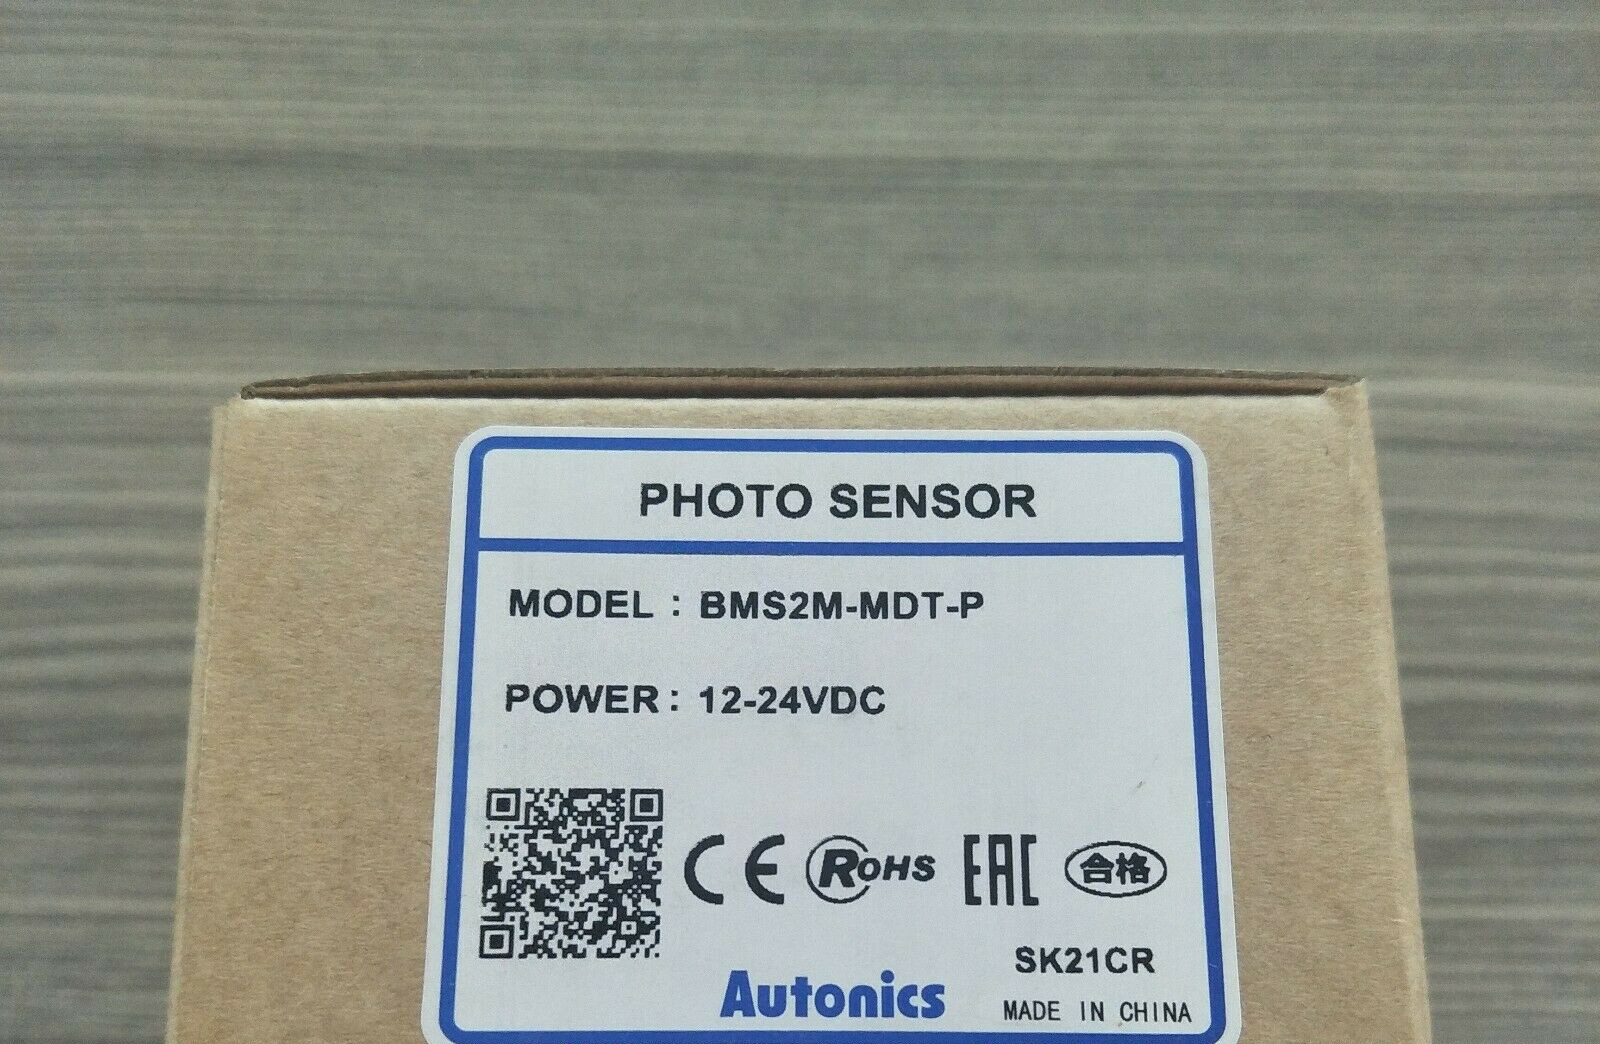 PHOTO SENSOR
MODEL : BMS2M-MDT-P
POWER : 12-24VDC
CE RoHS EAC 合格
SK21CR
Autonics
MADE IN CHINA